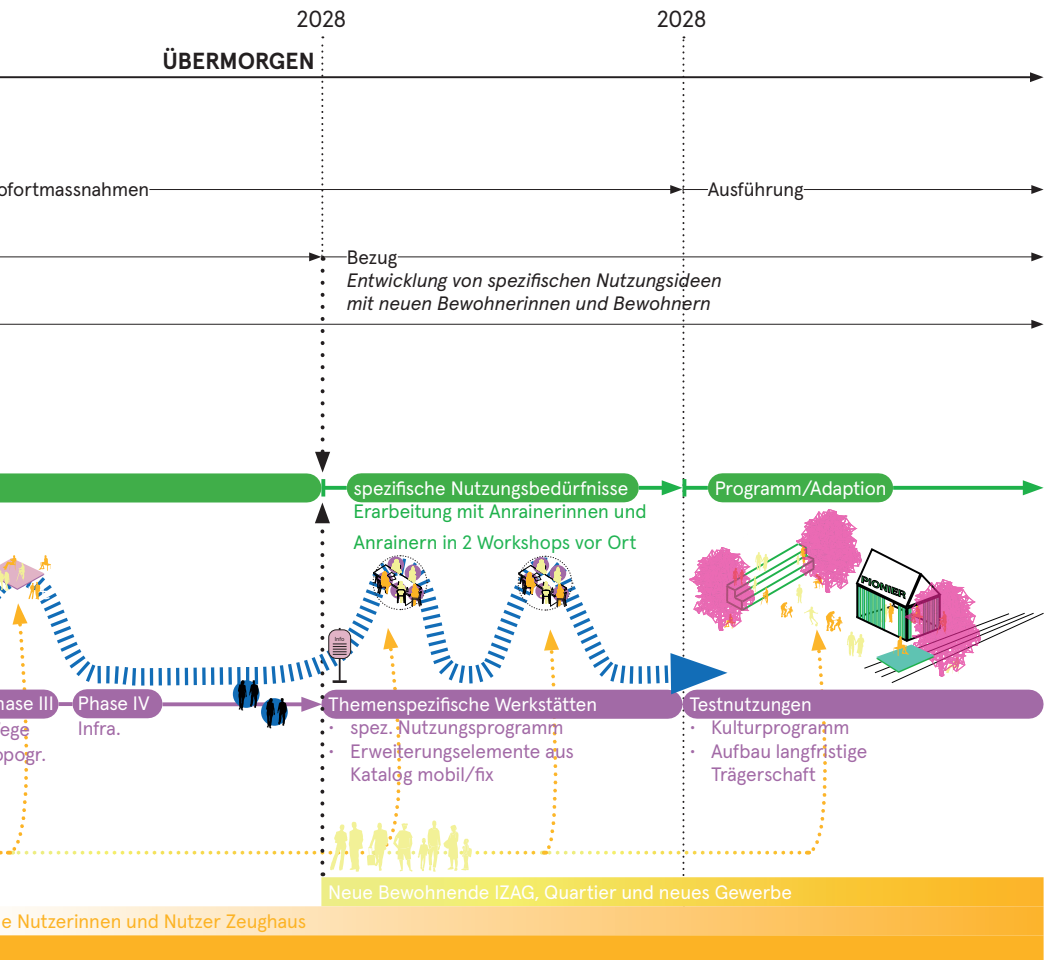 2028
2028
ÜBERMORGEN
ofortmassnahmen
Ausführung
Bezug
Entwicklung von spezifischen Nutzungsideen
mit neuen Bewohnerinnen und Bewohnern
spezifische Nutzungsbedürfnisse
Programm/Adaption
Erarbeitung mit Anrainerinnen und
Anrainern in 2 Workshops vor Ort
PIONIER
Info
hase III
Phase IV
Themenspezifische Werkstätten
Testnutzungen
ege
opogr.
Infra.
· spez. Nutzungsprogramm
· Erweiterungselemente aus
Katalog mobil/fix
· Kulturprogramm
· Aufbau langfristige
Trägerschaft
Neue Bewohnende IZAG, Quartier und neues Gewerbe
e Nutzerinnen und Nutzer Zeughaus